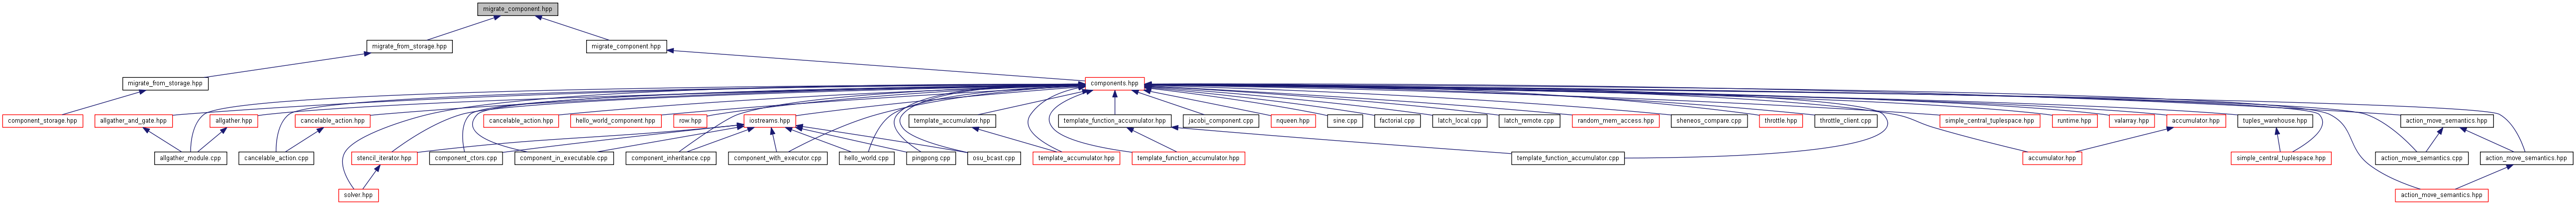 migrate_component.hpp
migrate_from_storage.hpp
migrate_component.hpp
migrate_from_storage.hpp
components.hpp
component_storage.hpp
allgather_and_gate.hpp
allgather.hpp
cancelable_action.hpp
cancelable_action.hpp
hello_world_component.hpp
row.hpp
iostreams.hpp
template_accumulator.hpp
template_function_accumulator.hpp
jacobi_component.cpp
nqueen.hpp
sine.cpp
factorial.cpp
latch_local.cpp
latch_remote.cpp
random_mem_access.hpp
sheneos_compare.cpp
throttle.hpp
throttle_client.cpp
simple_central_tuplespace.hpp
runtime.hpp
valarray.hpp
accumulator.hpp
tuples_warehouse.hpp
action_move_semantics.hpp
allgather_module.cpp
cancelable_action.cpp
stencil_iterator.hpp
component_ctors.cpp
component_in_executable.cpp
component_inheritance.cpp
component_with_executor.cpp
hello_world.cpp
pingpong.cpp
osu_bcast.cpp
template_accumulator.hpp
template_function_accumulator.hpp
template_function_accumulator.cpp
accumulator.hpp
simple_central_tuplespace.hpp
action_move_semantics.cpp
action_move_semantics.hpp
solver.hpp
action_move_semantics.hpp